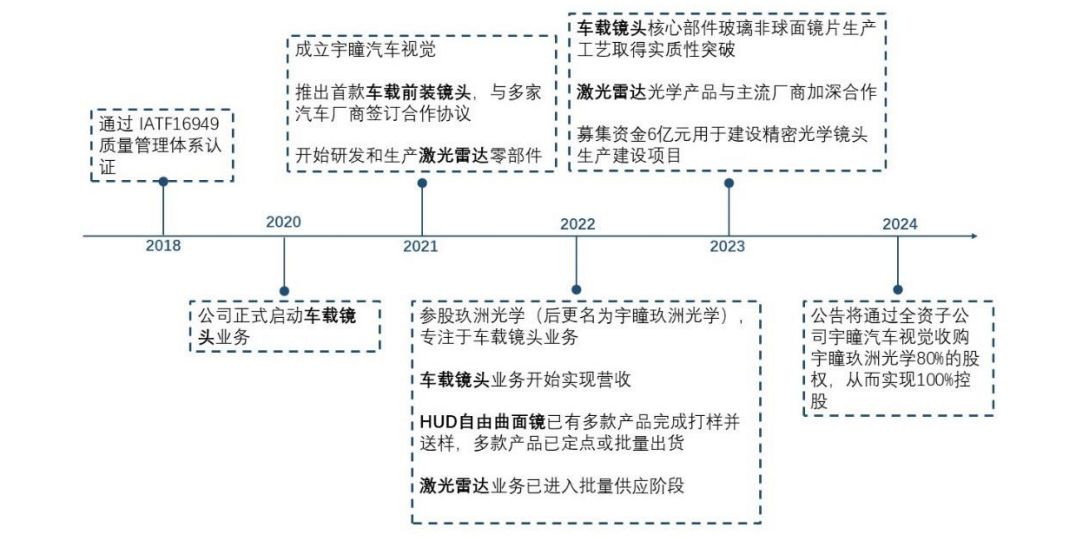 通过 IATF16949
质量管理体系认
证
2018
2020
公司正式启动车载镜
头业务
成立宇瞳汽车视觉
推出首款车载前装镜头，与多家
汽车厂商签订合作协议
开始研发和生产激光雷达零部件
2021
2022
参股玖洲光学（后更名为宇瞳玖洲光学），
专注于车载镜头业务
车载镜头业务开始实现营收
HUD自由曲面镜已有多款产品完成打样并
送样，多款产品已定点或批量出货
激光雷达业务已进入批量供应阶段
车载镜头核心部件玻璃非球面镜片生产
工艺取得实质性突破
激光雷达光学产品与主流厂商加深合作
募集资金6亿元用于建设精密光学镜头
生产建设项目
2023
2024
公告将通过全资子公
司宇瞳汽车视觉收购
宇瞳玖洲光学80%的股
权，从而实现100%控
股